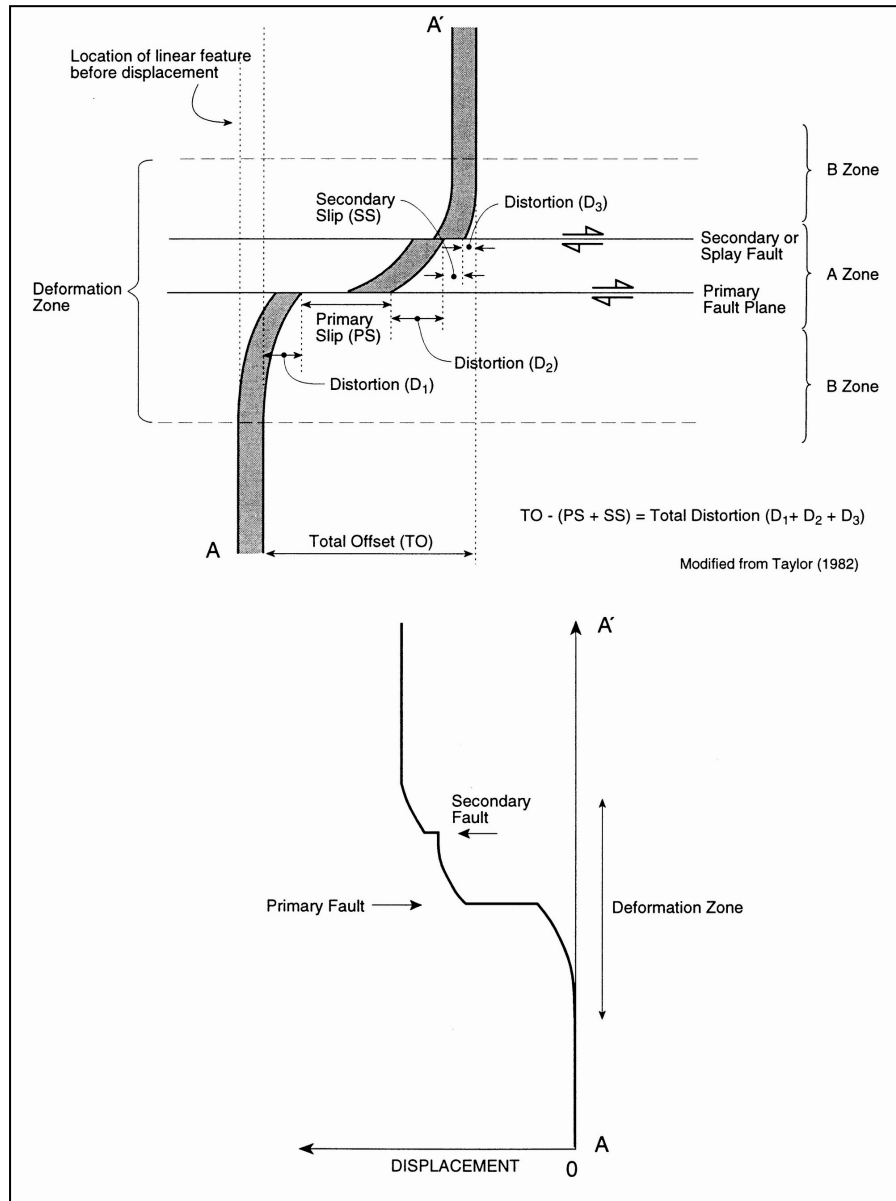 A′
Location of linear feature
before displacement
B Zone
Secondary
Slip (SS)
Distortion (D₃)
Secondary or
Splay Fault
A Zone
Deformation
Zone
Primary
Slip (PS)
Primary
Fault Plane
Distortion (D₂)
Distortion (D₁)
B Zone
TO - (PS + SS) = Total Distortion (D₁+ D₂ + D₃)
A
Total Offset (TO)
Modified from Taylor (1982)
A′
Secondary
Fault
Primary Fault
Deformation Zone
A
DISPLACEMENT
0